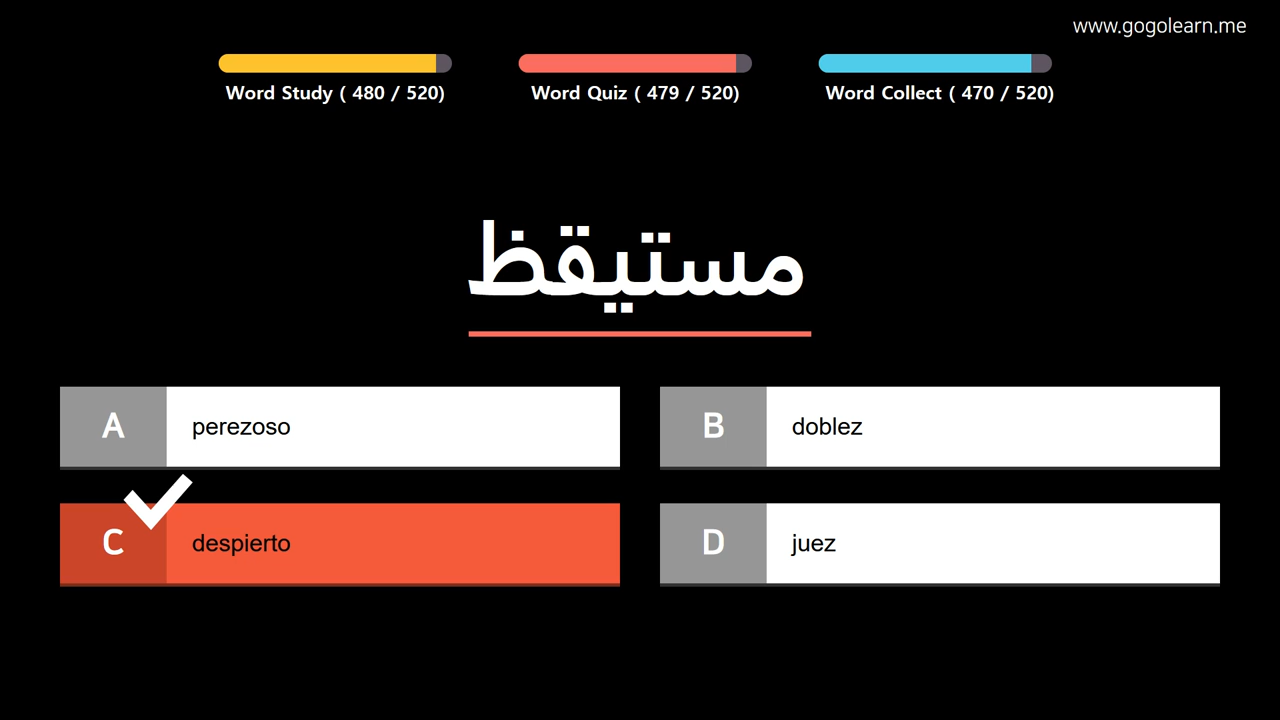 www.gogolearn.me
Word Study ( 480 / 520)
Word Quiz ( 479 / 520)
Word Collect ( 470 / 520)
مستيقظ
A perezoso
B doblez
C despierto
D juez